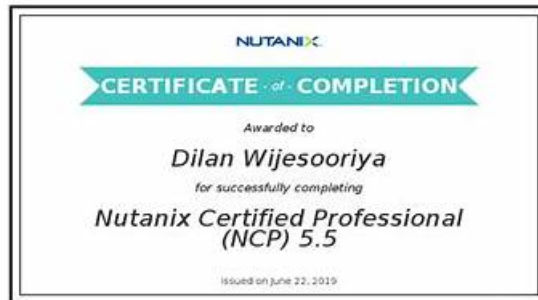 NUTANIX
CERTIFICATE - of - COMPLETION
Awarded to
Dilan Wijesooriya
for successfully completing
Nutanix Certified Professional
(NCP) 5.5
Issued on June 22, 2019